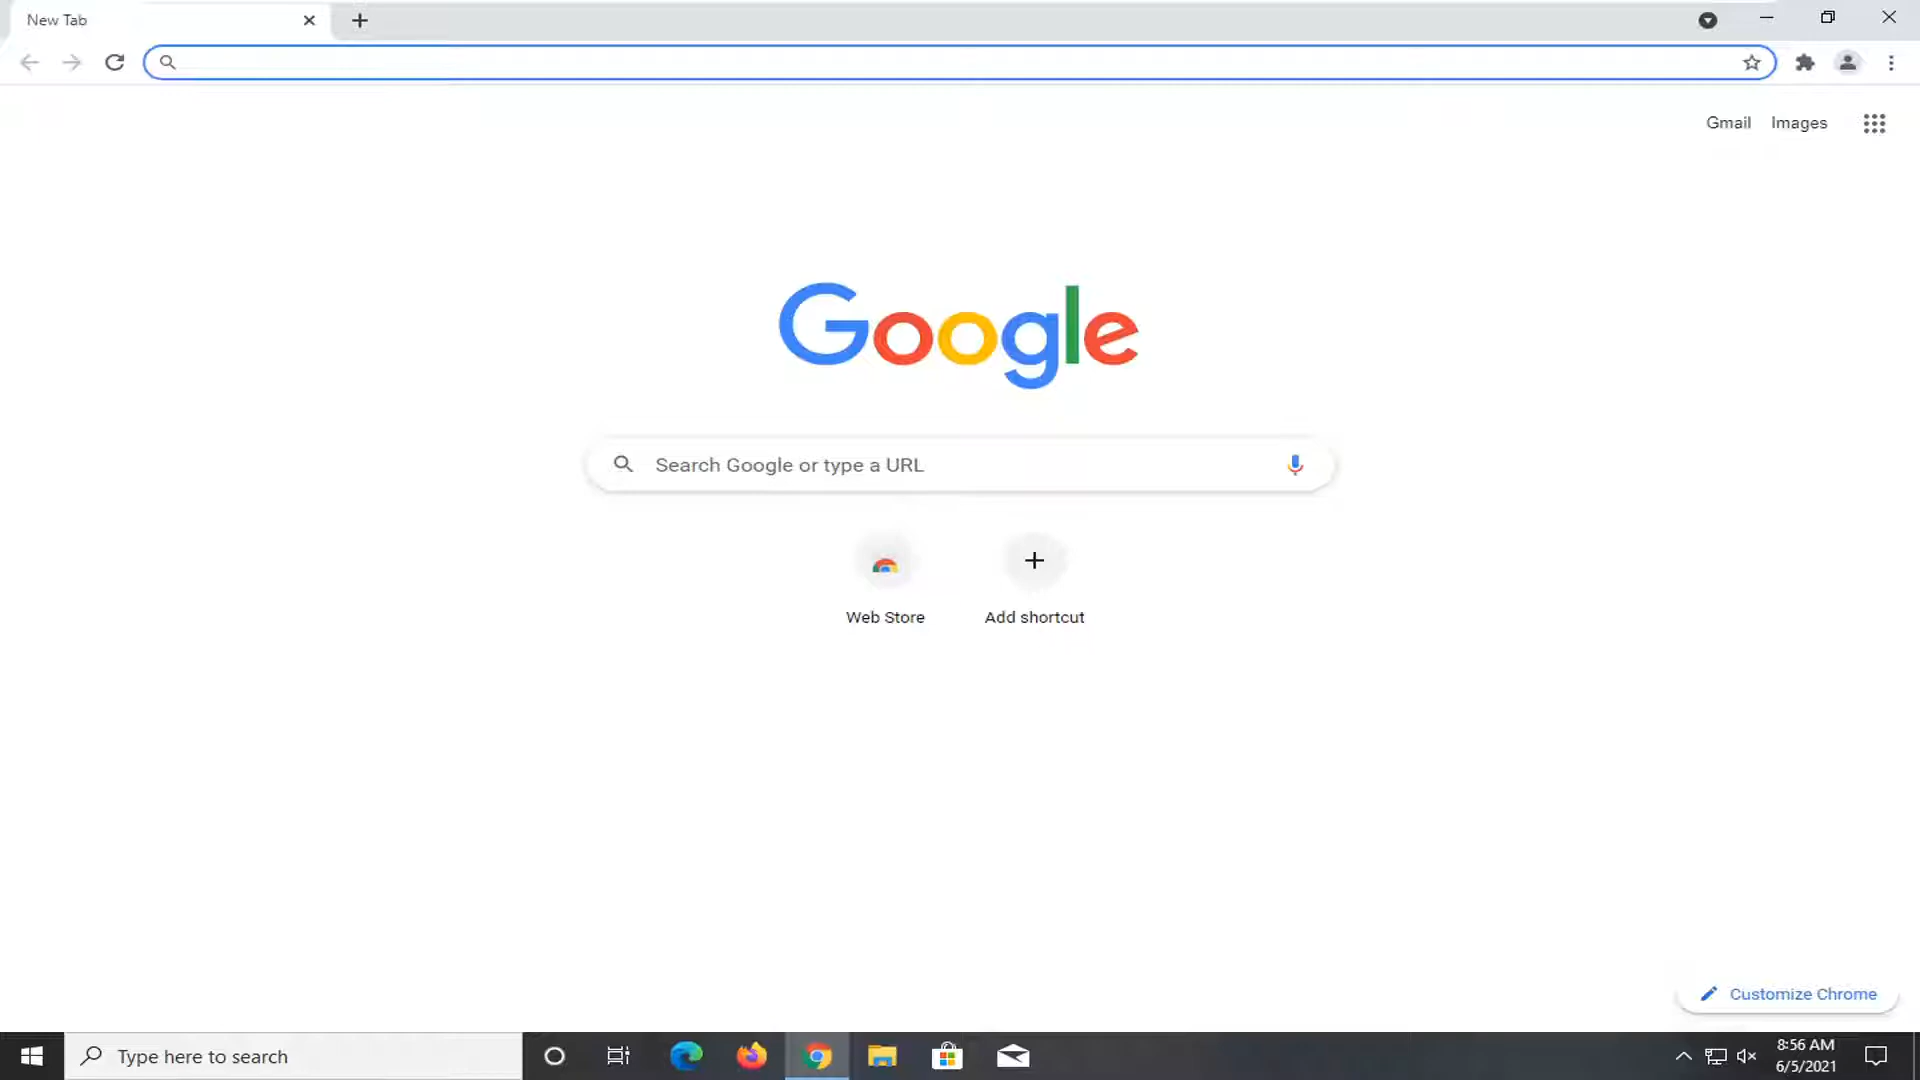 New Tab
Gmail Images
Google
Search Google or type a URL
Web Store Add shortcut
Customize Chrome
Type here to search
8:56 AM
6/5/2021